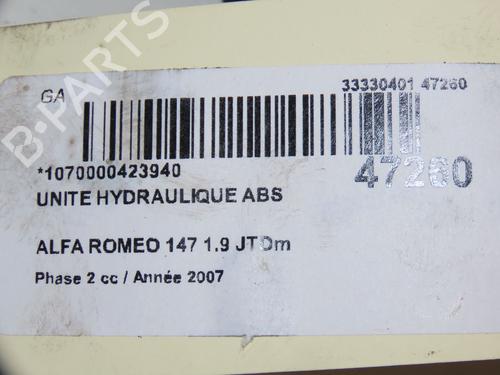 GA
33330401 47260
*1070000423940
47260
UNITE HYDRAULIQUE ABS
ALFA ROMEO 147 1.9 JTDm
Phase 2 cc / Année 2007
B-PARTS